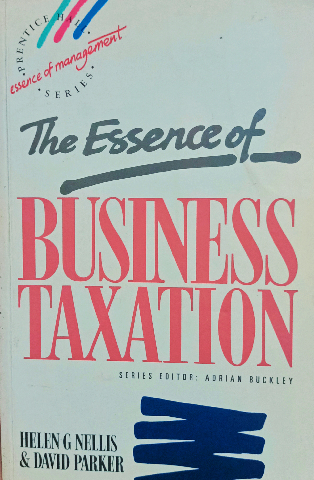 ·PRENTICE HALL·
essence of management
·SERIES·
The Essence of
BUSINESS
TAXATION
SERIES EDITOR: ADRIAN BUCKLEY
HELEN G NELLIS
& DAVID PARKER